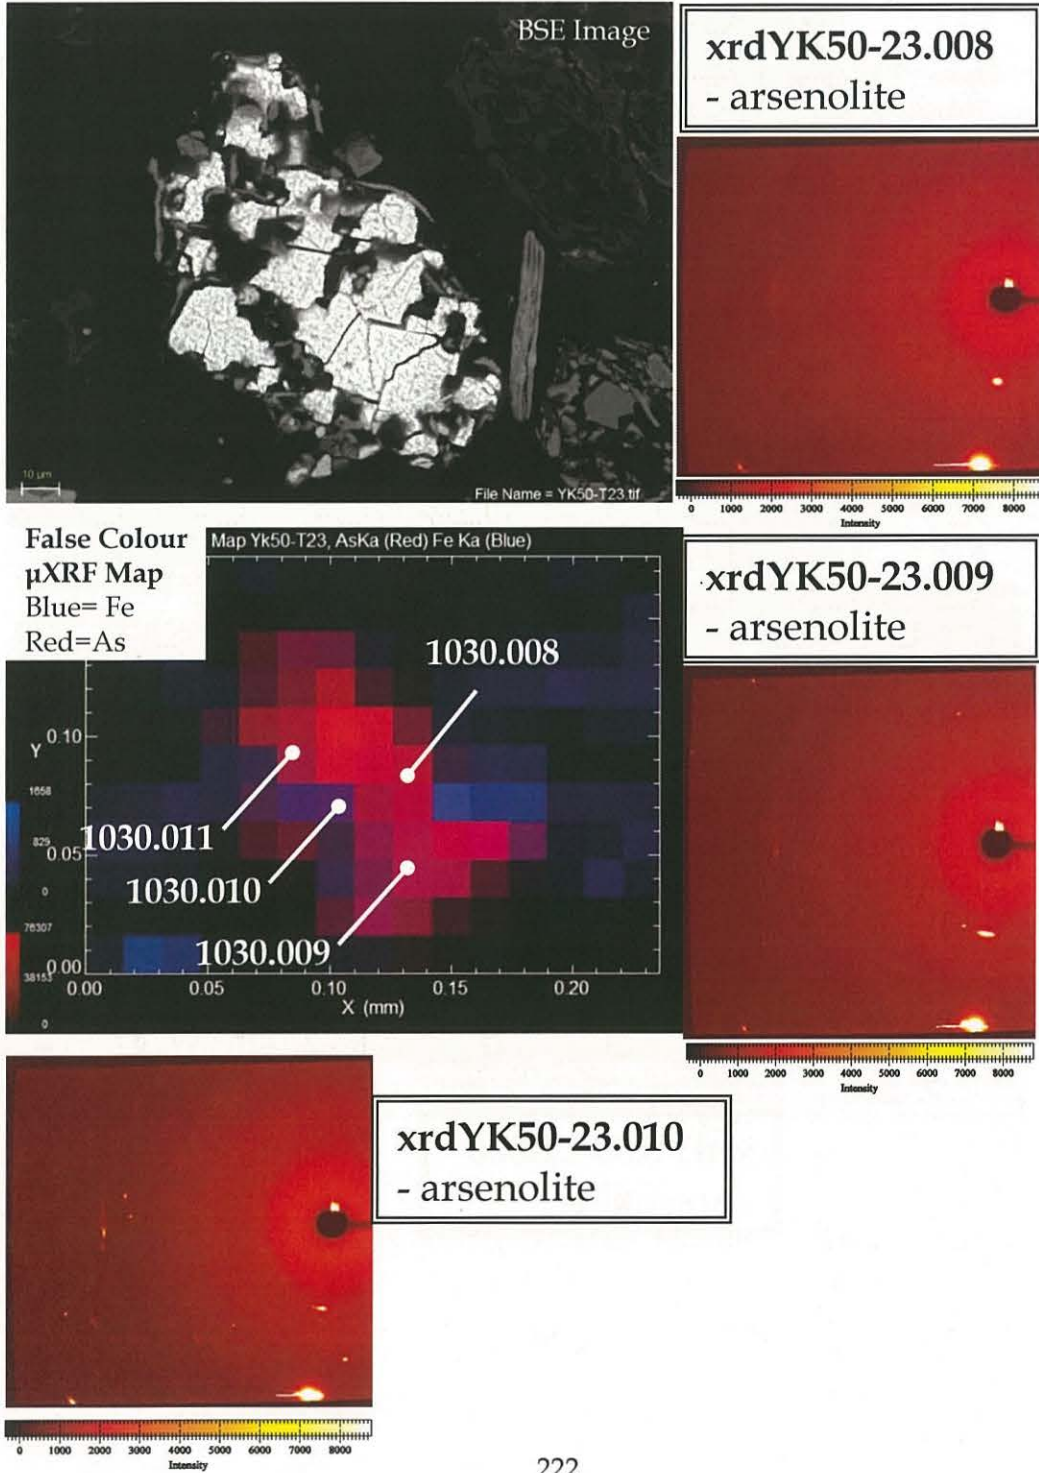 BSE Image
10 µm
File Name = YK50-T23.tif
xrdYK50-23.008
- arsenolite
0 1000 2000 3000 4000 5000 6000 7000 8000
Intensity
False Colour
µXRF Map
Blue= Fe
Red=As
Map Yk50-T23, AsKa (Red) Fe Ka (Blue)
1030.008
Y 0.10
1658
829
1030.011
0.05
1030.010
0
76307
1030.009
38153
0.00
0
0.00 0.05 0.10 0.15 0.20
X (mm)
xrdYK50-23.009
- arsenolite
0 1000 2000 3000 4000 5000 6000 7000 8000
Intensity
xrdYK50-23.010
- arsenolite
0 1000 2000 3000 4000 5000 6000 7000 8000
Intensity
222